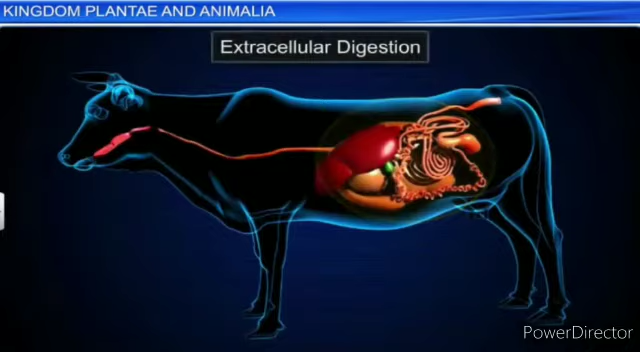 KINGDOM PLANTAE AND ANIMALIA
Extracellular Digestion
PowerDirector